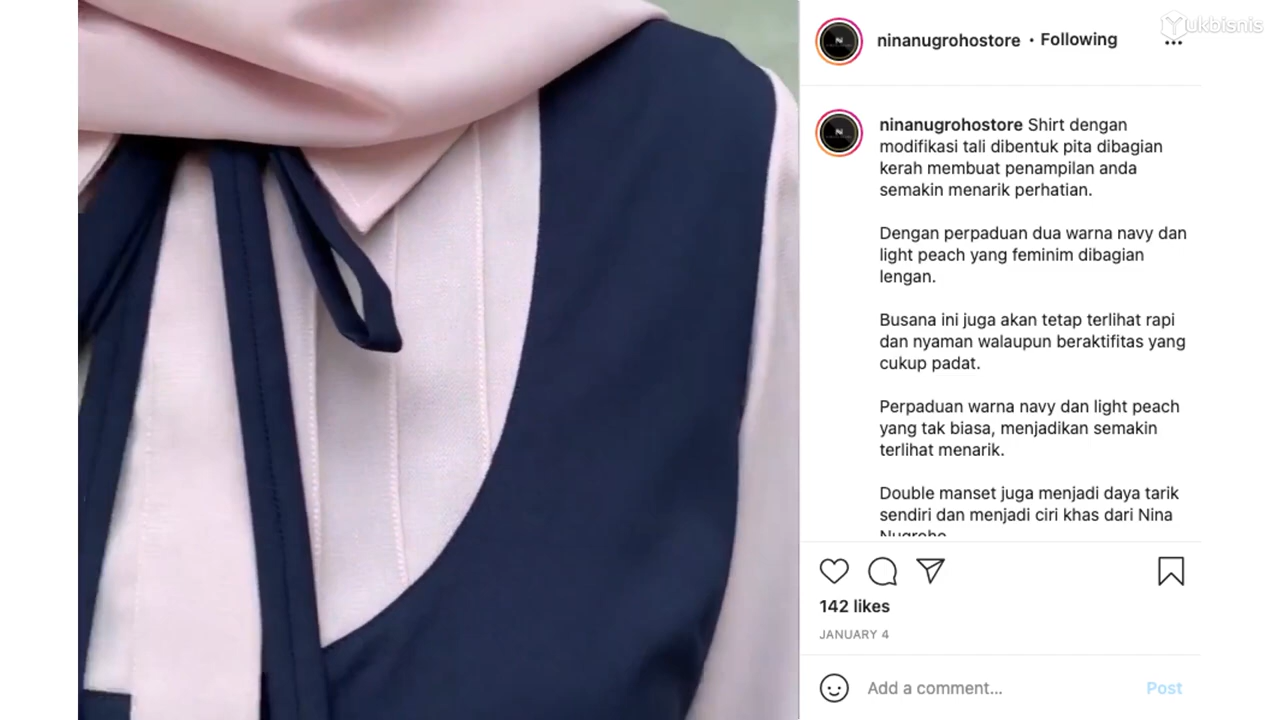 Yukbisnis
ninanugrohostore • Following
ninanugrohostore Shirt dengan
modifikasi tali dibentuk pita dibagian
kerah membuat penampilan anda
semakin menarik perhatian.
Dengan perpaduan dua warna navy dan
light peach yang feminim dibagian
lengan.
Busana ini juga akan tetap terlihat rapi
dan nyaman walaupun beraktifitas yang
cukup padat.
Perpaduan warna navy dan light peach
yang tak biasa, menjadikan semakin
terlihat menarik.
Double manset juga menjadi daya tarik
sendiri dan menjadi ciri khas dari Nina
Nugroho
142 likes
JANUARY 4
Add a comment...
Post